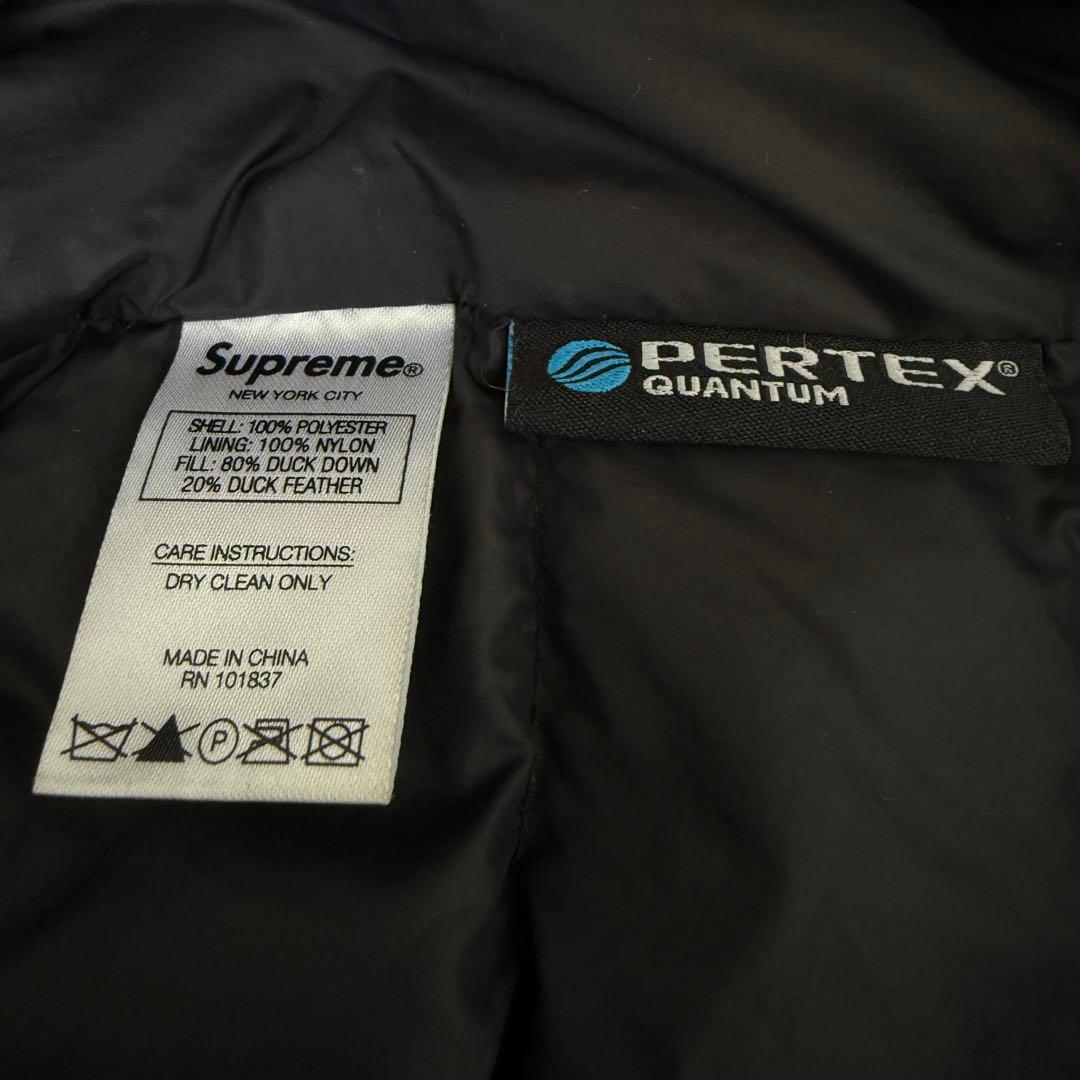 Supreme®
NEW YORK CITY
SHELL: 100% POLYESTER
LINING: 100% NYLON
FILL: 80% DUCK DOWN
20% DUCK FEATHER
CARE INSTRUCTIONS:
DRY CLEAN ONLY
MADE IN CHINA
RN 101837
P
PERTEX®
QUANTUM